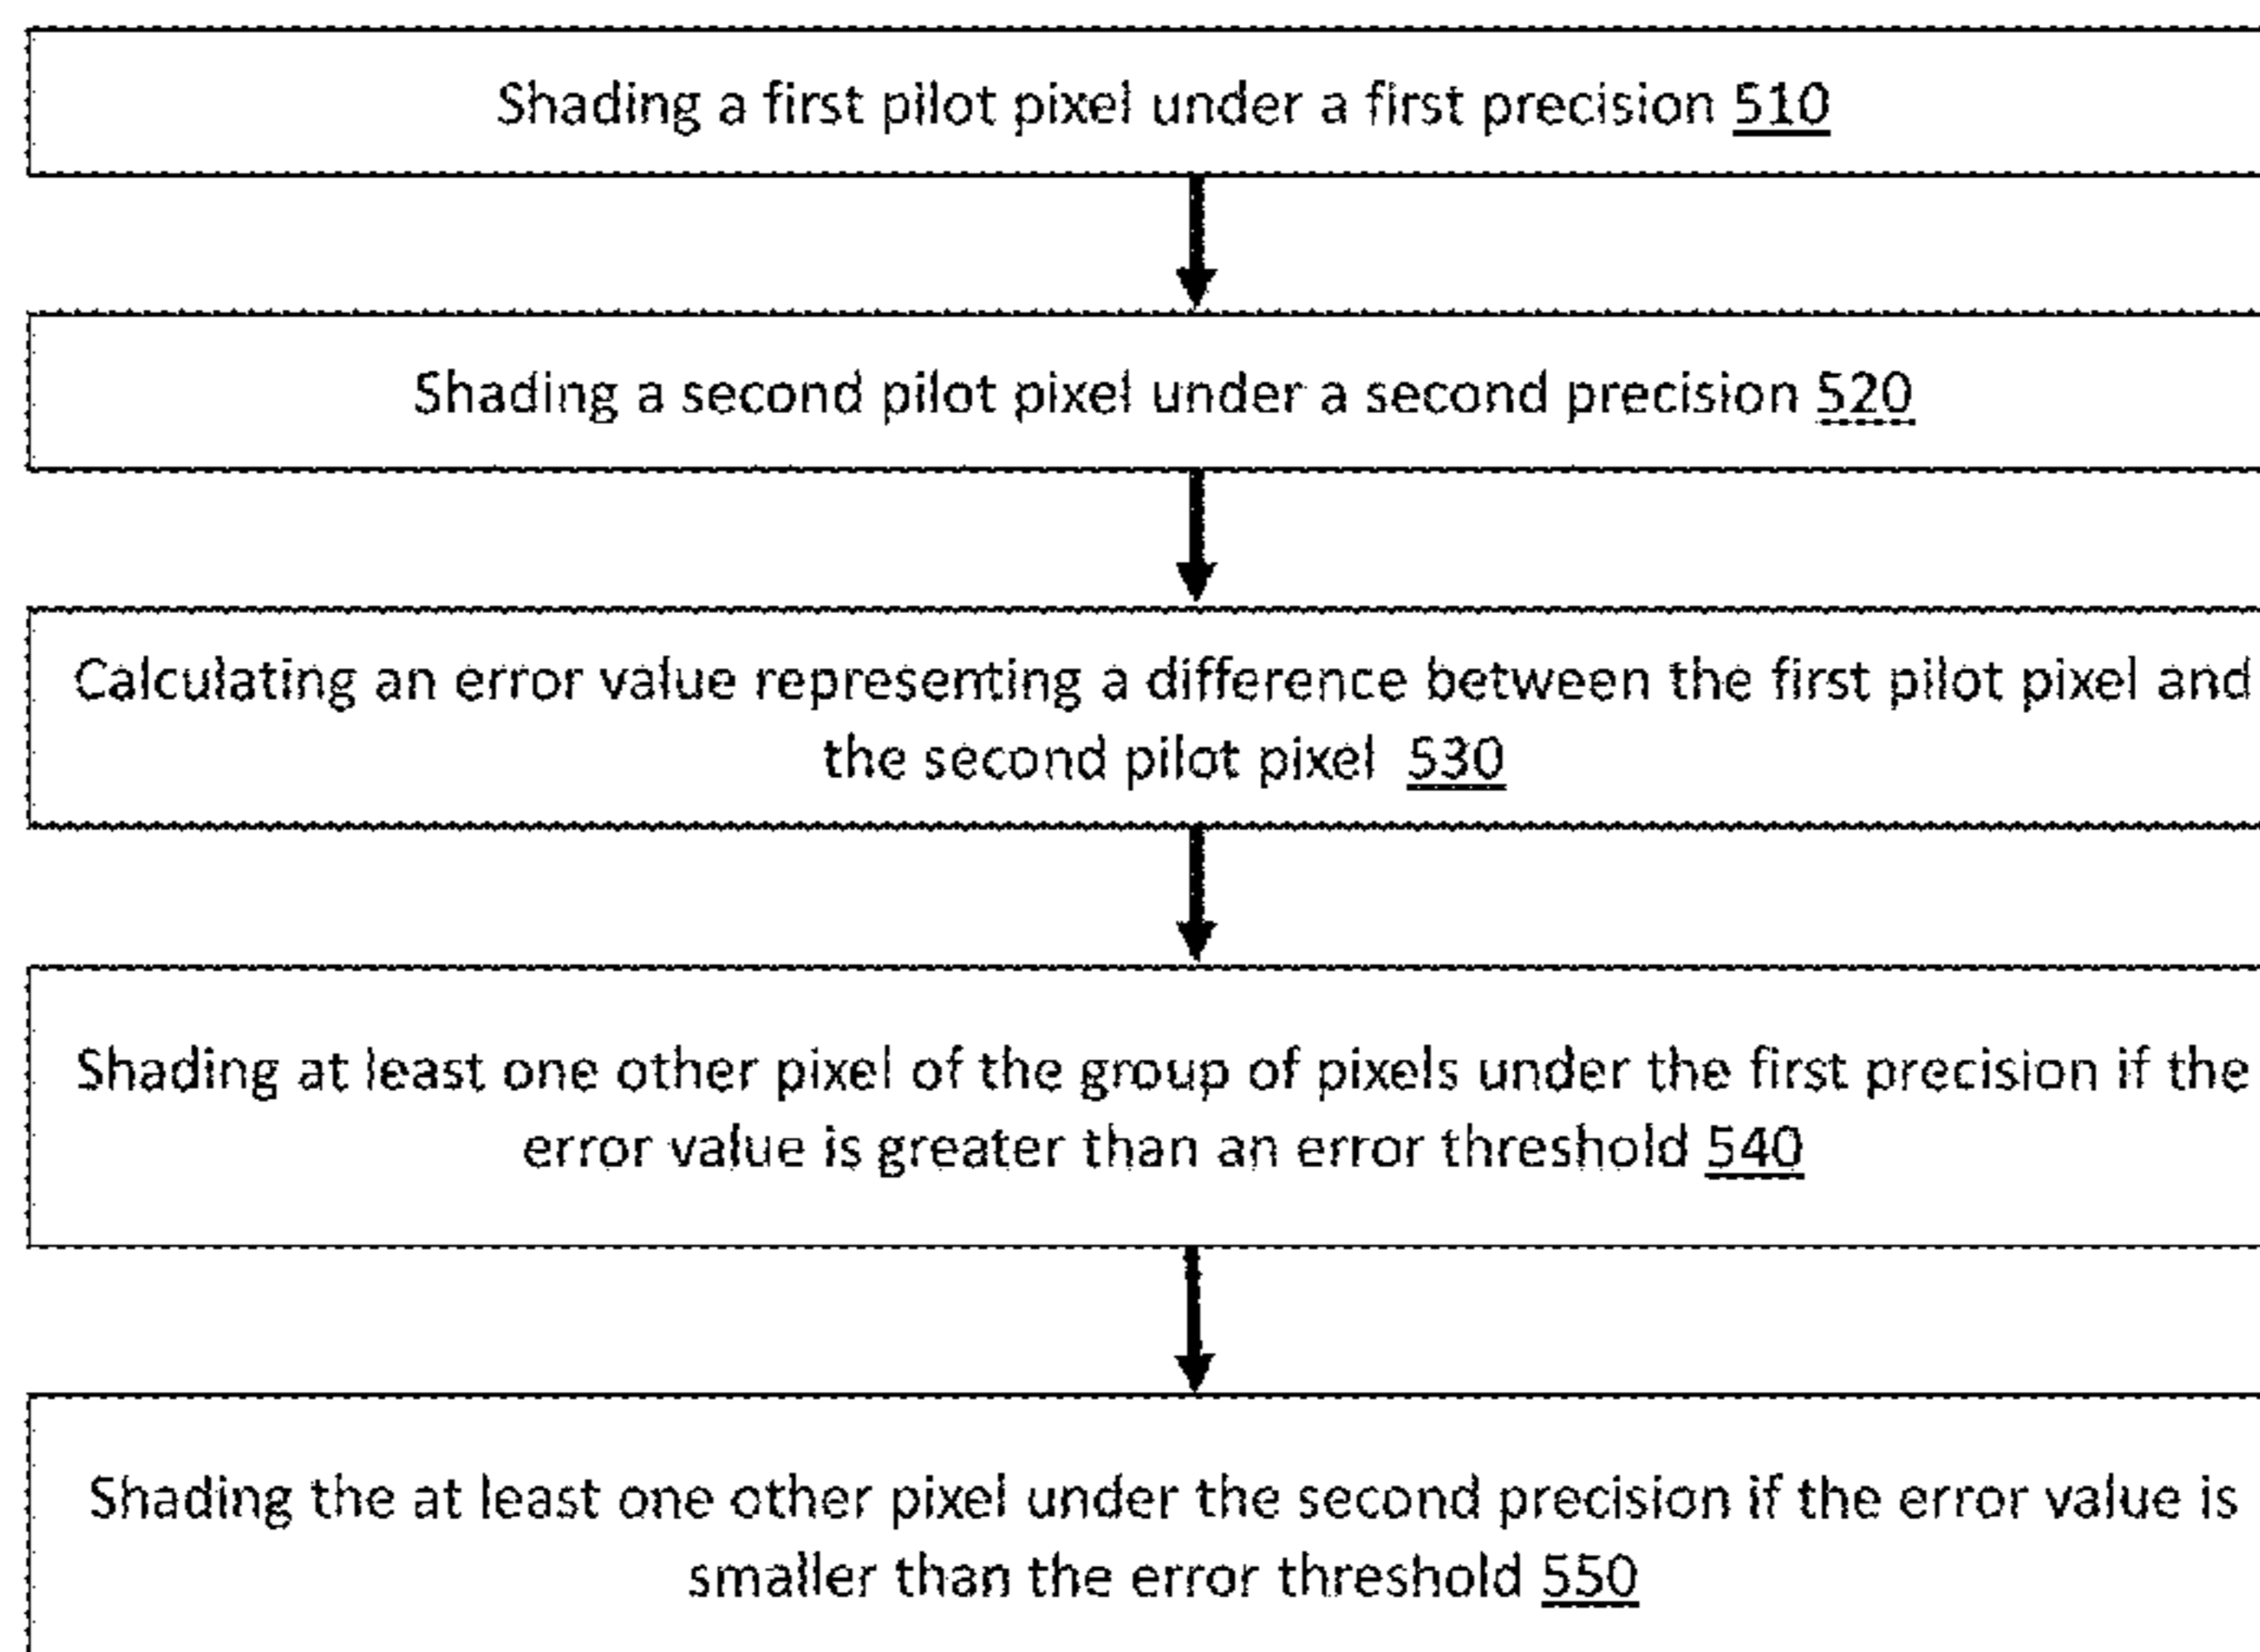 Shading a first pilot pixel under a first precision 510
Shading a second pilot pixel under a second precision 520
Calculating an error value representing a difference between the first pilot pixel and
the second pilot pixel 530
Shading at least one other pixel of the group of pixels under the first precision if the
error value is greater than an error threshold 540
Shading the at least one other pixel under the second precision if the error value is
smaller than the error threshold 550